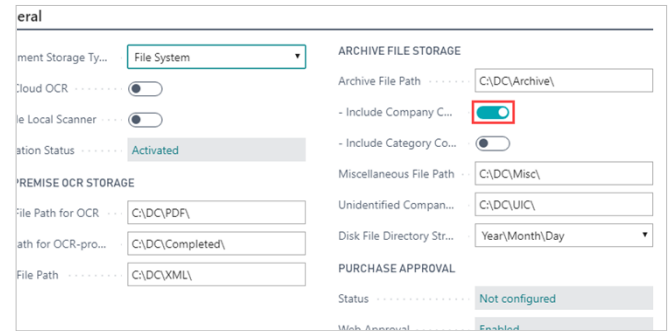 eral
ment Storage Ty...
File System
Cloud OCR
le Local Scanner
ation Status
Activated
PREMISE OCR STORAGE
File Path for OCR
C:\DC\PDF\
ath for OCR-pro...
C:\DC\Completed\
File Path
C:\DC\XML\
ARCHIVE FILE STORAGE
Archive File Path
C:\DC\Archive\
- Include Company C...
- Include Category Co...
Miscellaneous File Path
C:\DC\Misc\
Unidentified Compan...
C:\DC\UIC\
Disk File Directory Str...
Year\Month\Day
PURCHASE APPROVAL
Status
Not configured
Web Approval
Enabled